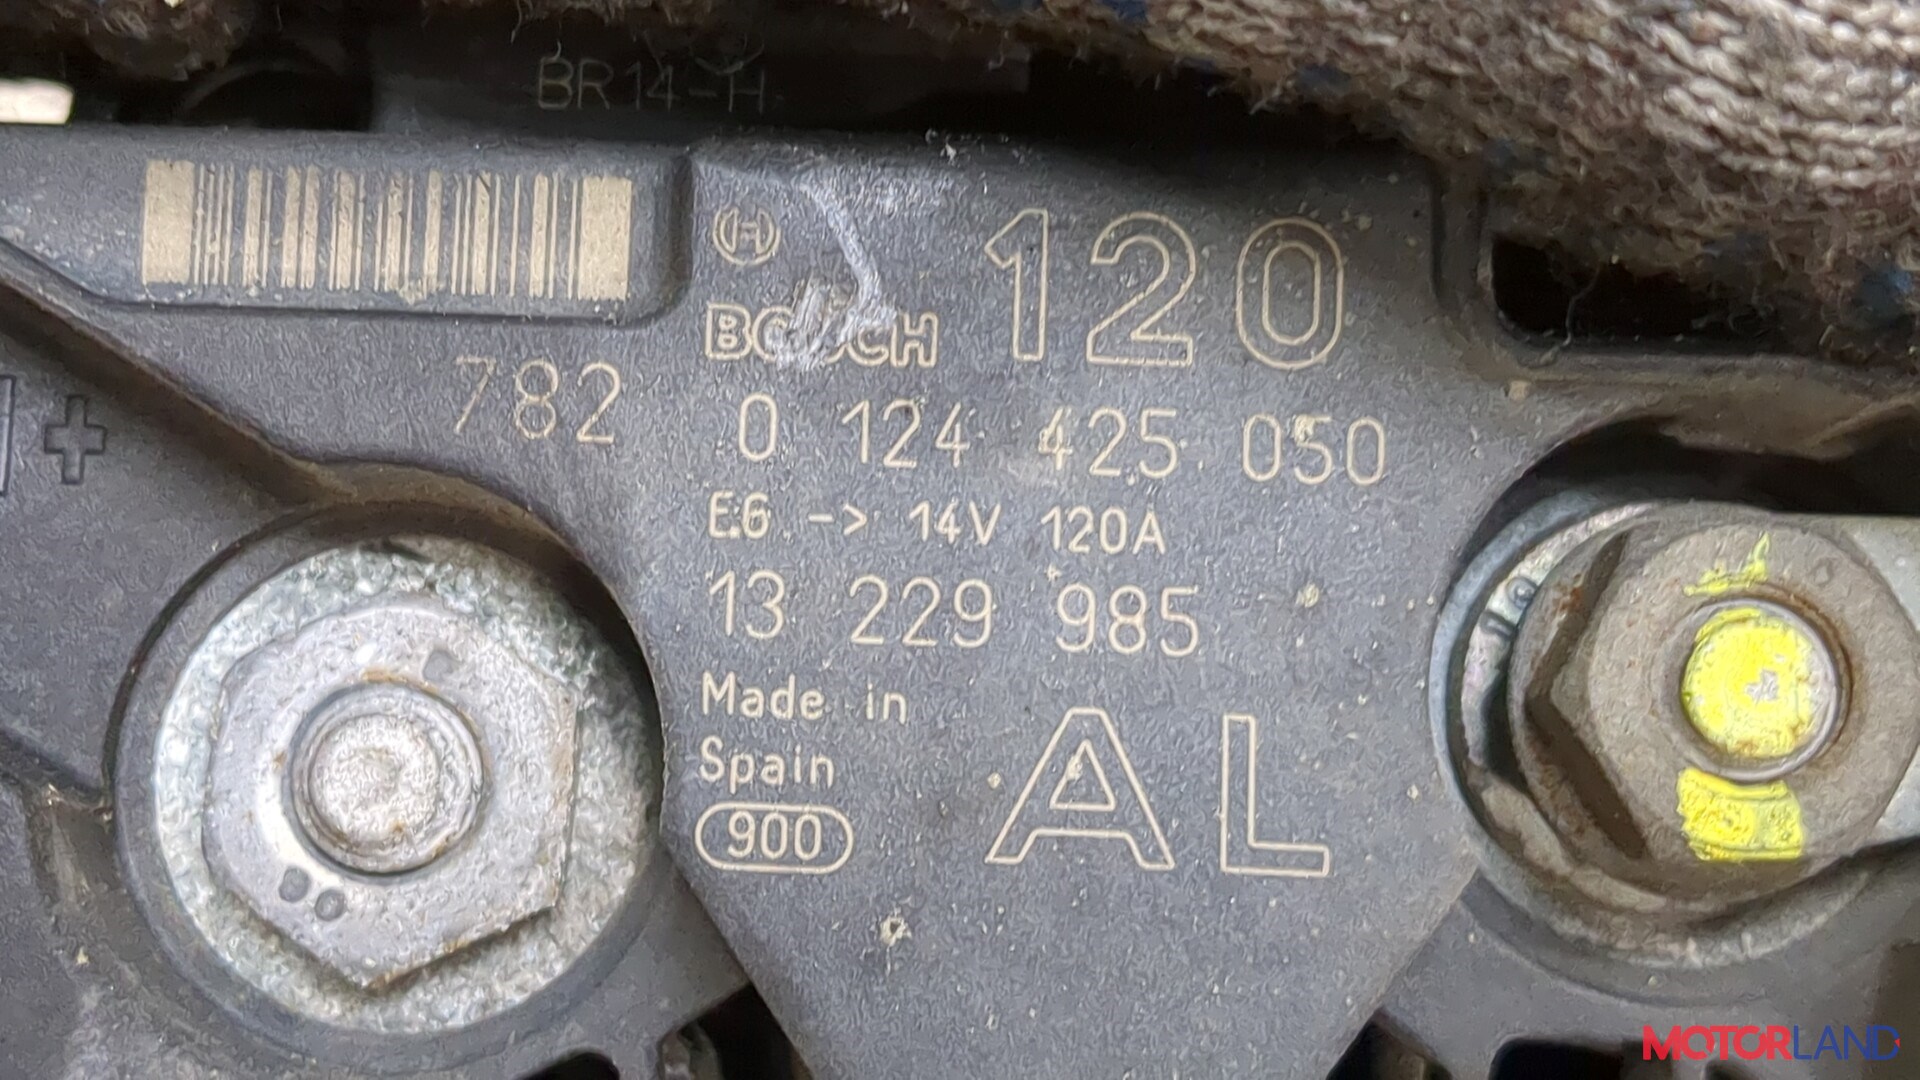 BR14-H
120
BOSCH
782
0 124 425 050
E6 -> 14V 120A
13 229 985
Made in
Spain
900
AL
MOTORLAND